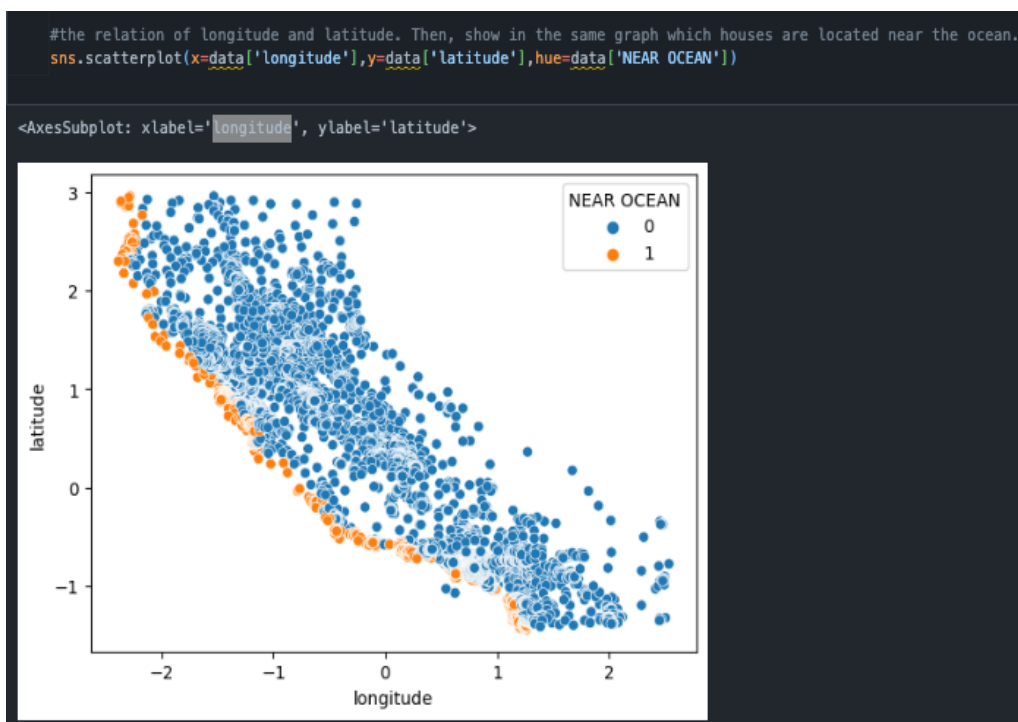 #the relation of longitude and latitude. Then, show in the same graph which houses are located near the ocean.
sns.scatterplot(x=data['longitude'],y=data['latitude'],hue=data['NEAR OCEAN'])
<AxesSubplot: xlabel='longitude', ylabel='latitude'>
NEAR OCEAN
0
1
3
2
1
0
−1
latitude
−2 −1 0 1 2
longitude